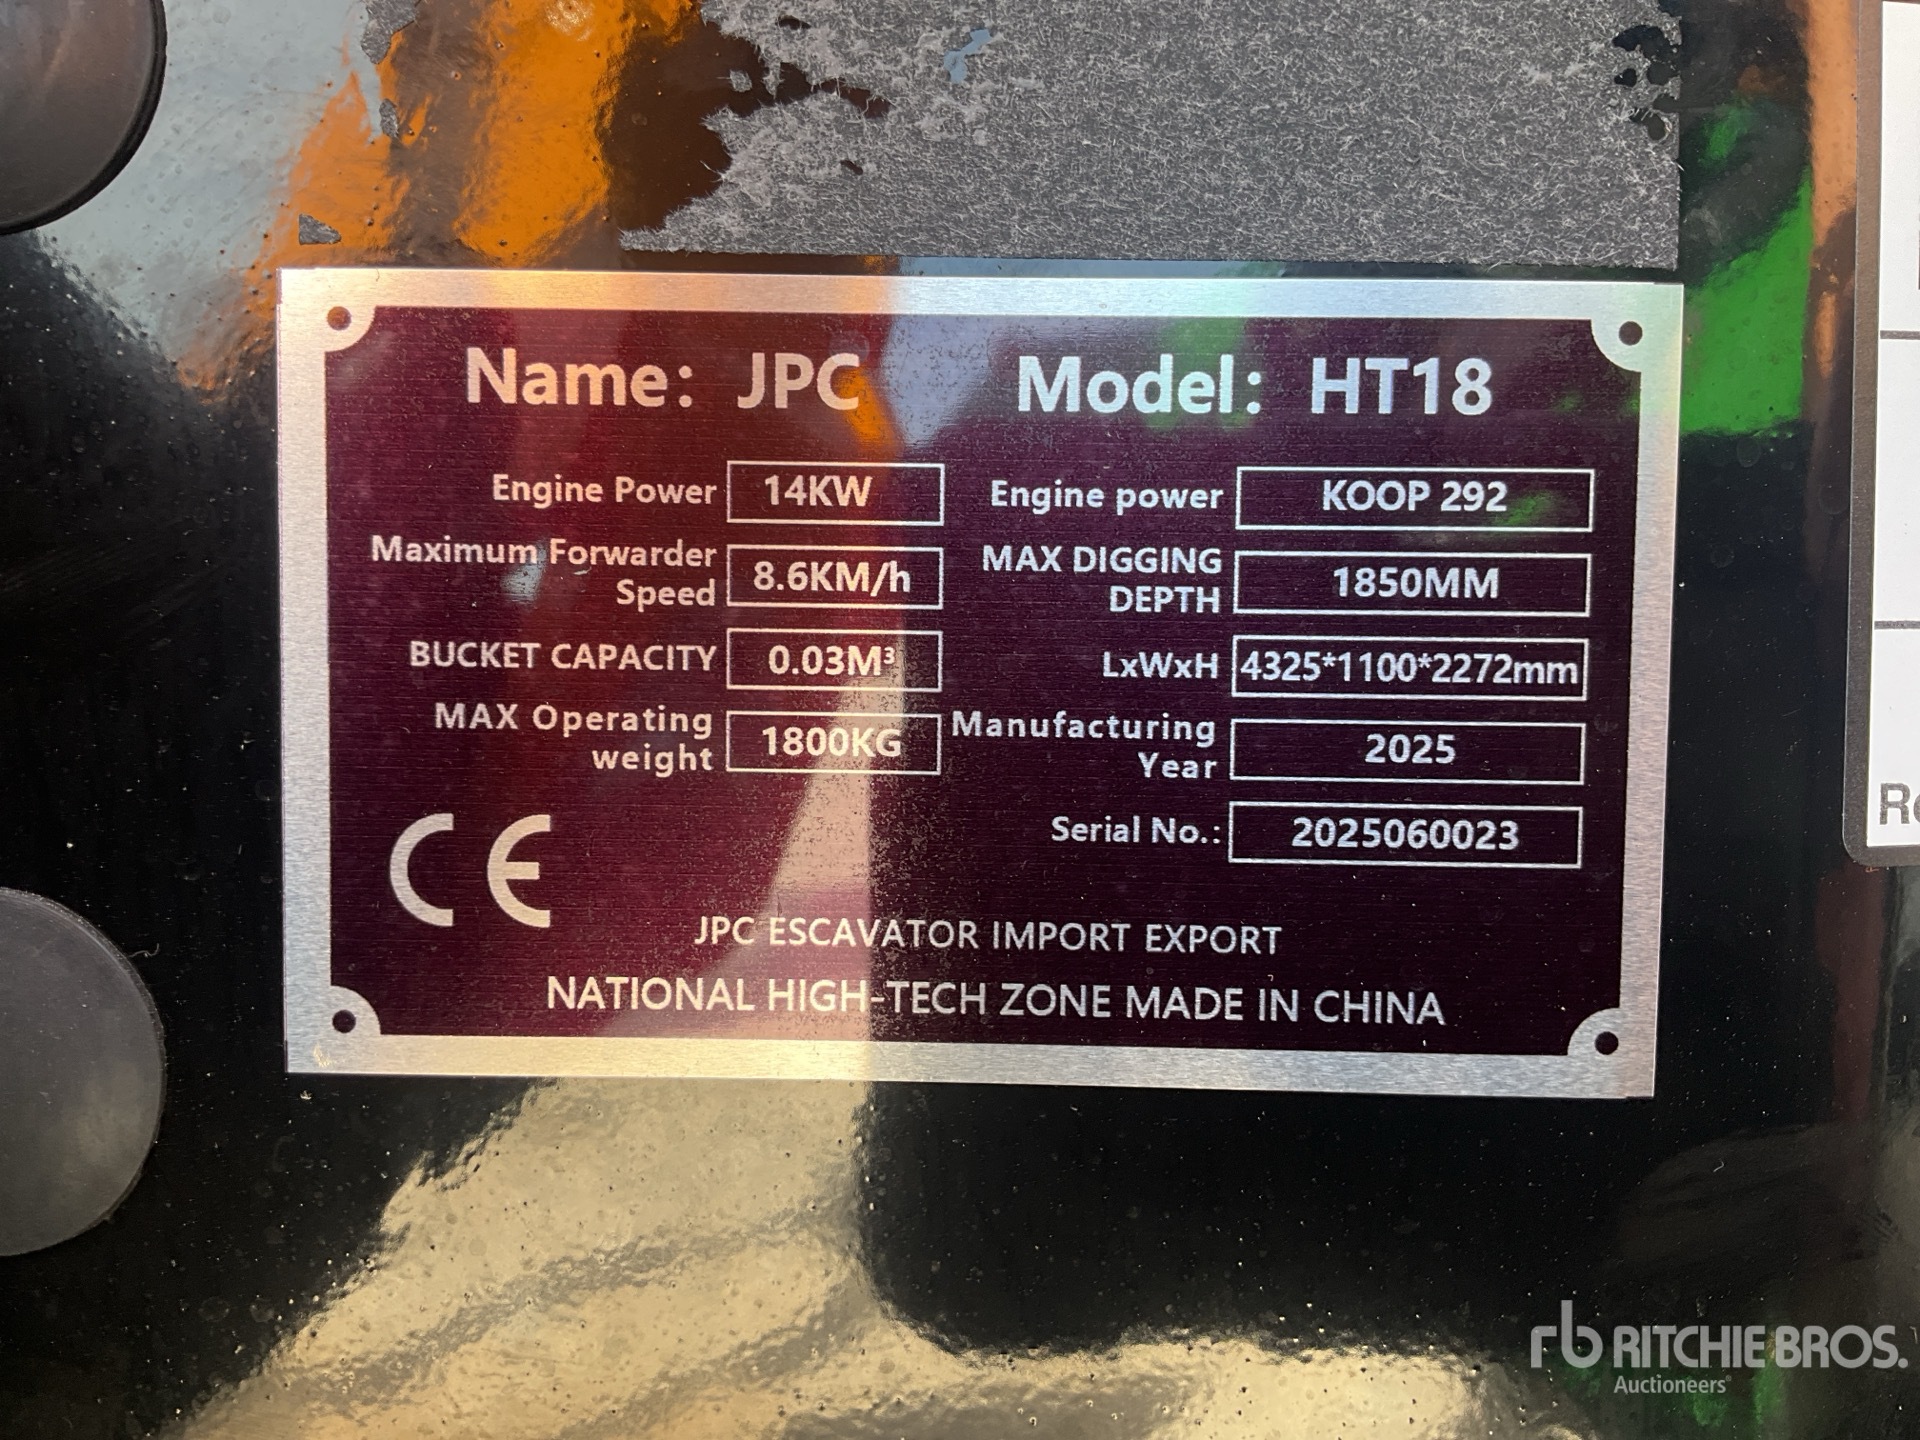 Name: JPC Model: HT18
Engine Power 14KW Engine power KOOP 292
Maximum Forwarder Speed 8.6KM/h MAX DIGGING DEPTH 1850MM
BUCKET CAPACITY 0.03M³ LxWxH 4325*1100*2272mm
MAX Operating weight 1800KG Manufacturing Year 2025
Serial No.: 2025060023
CE
JPC ESCAVATOR IMPORT EXPORT
NATIONAL HIGH-TECH ZONE MADE IN CHINA
rb RITCHIE BROS.
Auctioneers